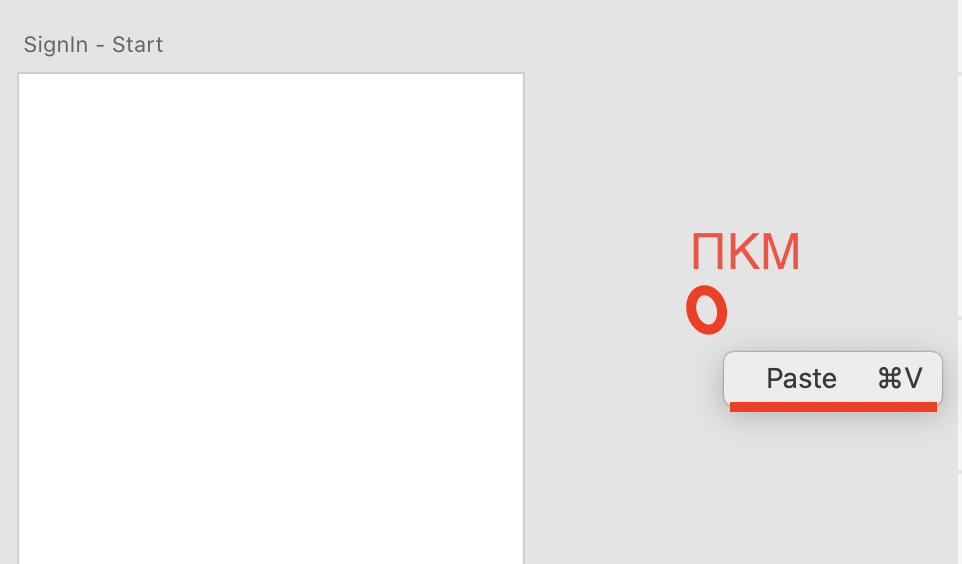 SignIn - Start
ПКМ
Paste ⌘V